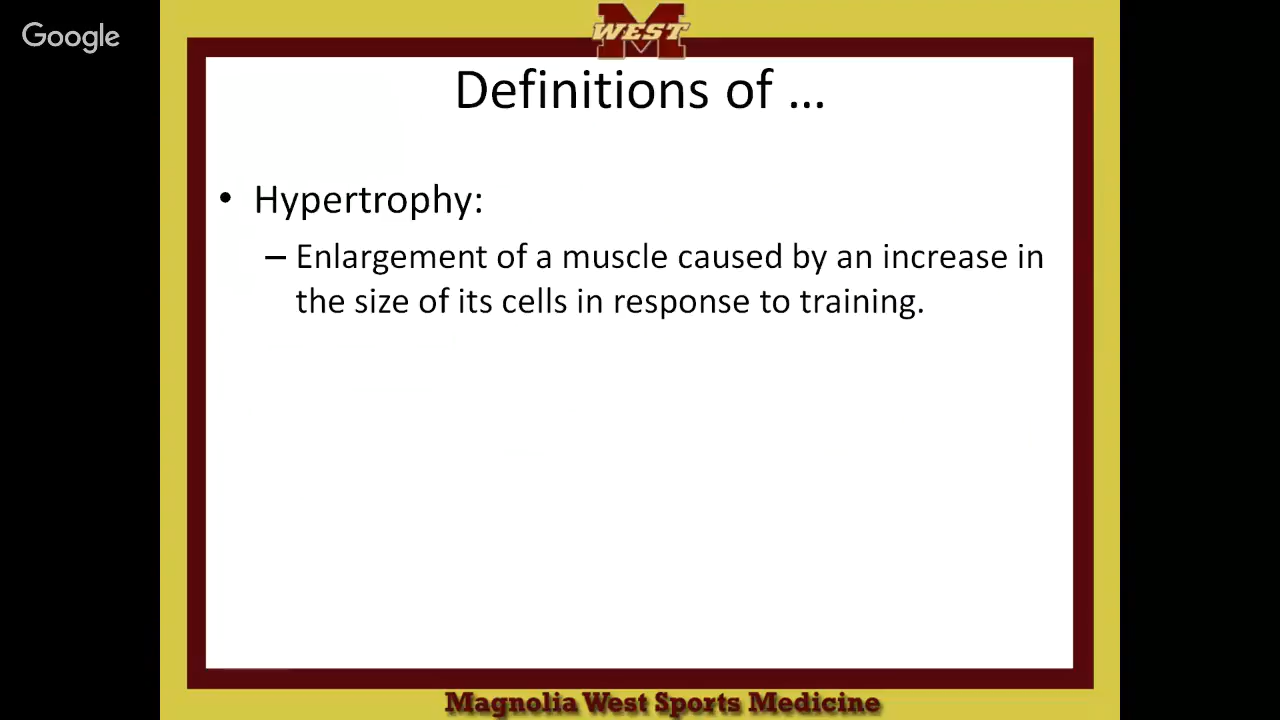 Google
M
WEST
Definitions of ...
• Hypertrophy:
– Enlargement of a muscle caused by an increase in
the size of its cells in response to training.
Magnolia West Sports Medicine